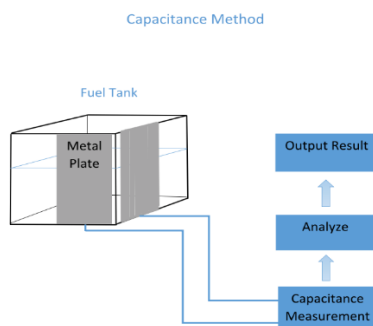 Capacitance Method
Fuel Tank
Metal
Plate
Output Result
Analyze
Capacitance
Measurement